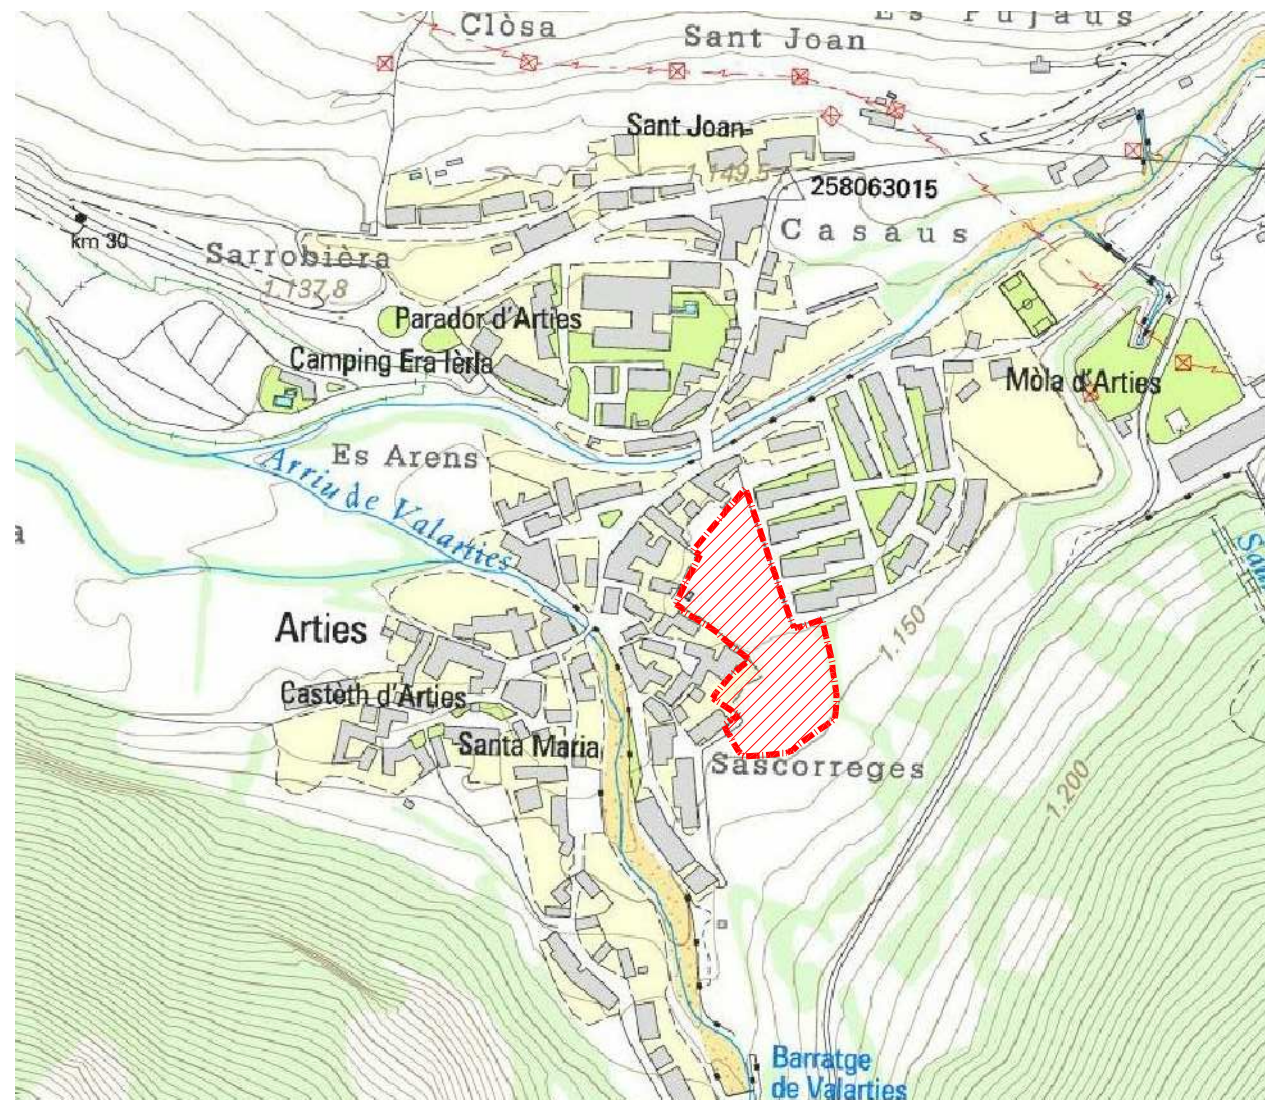 Clòsa
Es Pujaus
Sant Joan
Sant Joan
1.149,5
258063015
Casaus
km 30
Sarrobièra
1.137,8
Parador d'Arties
Camping Era Ièrla
Mòla d'Arties
Es Arens
Arriu de Valarties
Arties
1.150
Castèth d'Arties
Santa Maria
Sascorreges
1.200
Barratge
de Valarties